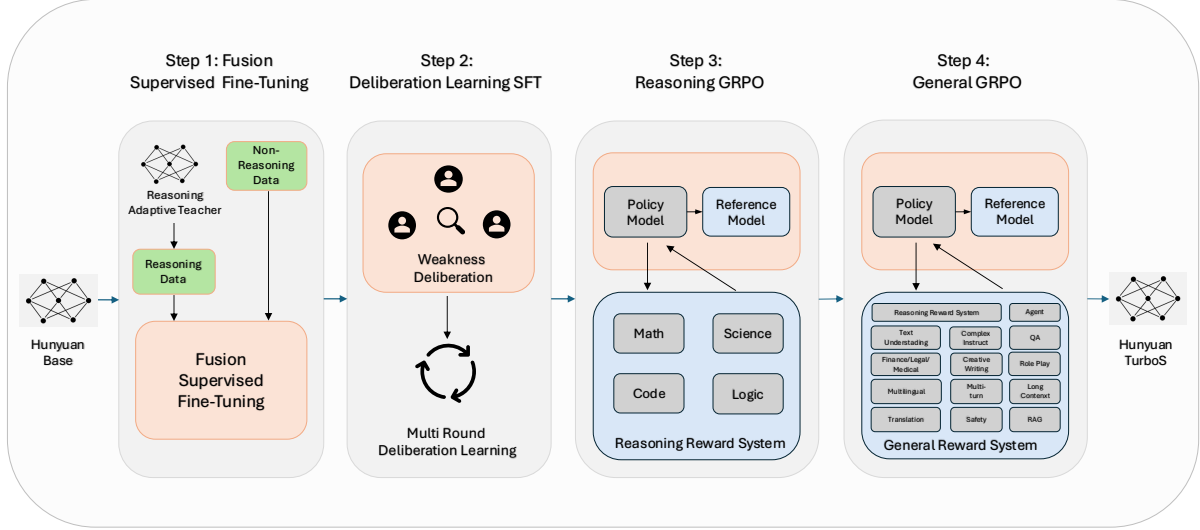 Step 1: Fusion
Supervised Fine-Tuning
Step 2:
Deliberation Learning SFT
Step 3:
Reasoning GRPO
Step 4:
General GRPO
Hunyuan
Base
Reasoning
Adaptive Teacher
Non-
Reasoning
Data
Reasoning
Data
Fusion
Supervised
Fine-Tuning
Weakness
Deliberation
Multi Round
Deliberation Learning
Policy
Model
Reference
Model
Math
Science
Code
Logic
Reasoning Reward System
Policy
Model
Reference
Model
Reasoning Reward System
Agent
Text
Understading
Complex
Instruct
QA
Finance/Legal/
Medical
Creative
Writing
Role Play
Multilingual
Multi-
turn
Long
Contenxt
Translation
Safety
RAG
General Reward System
Hunyuan
TurboS